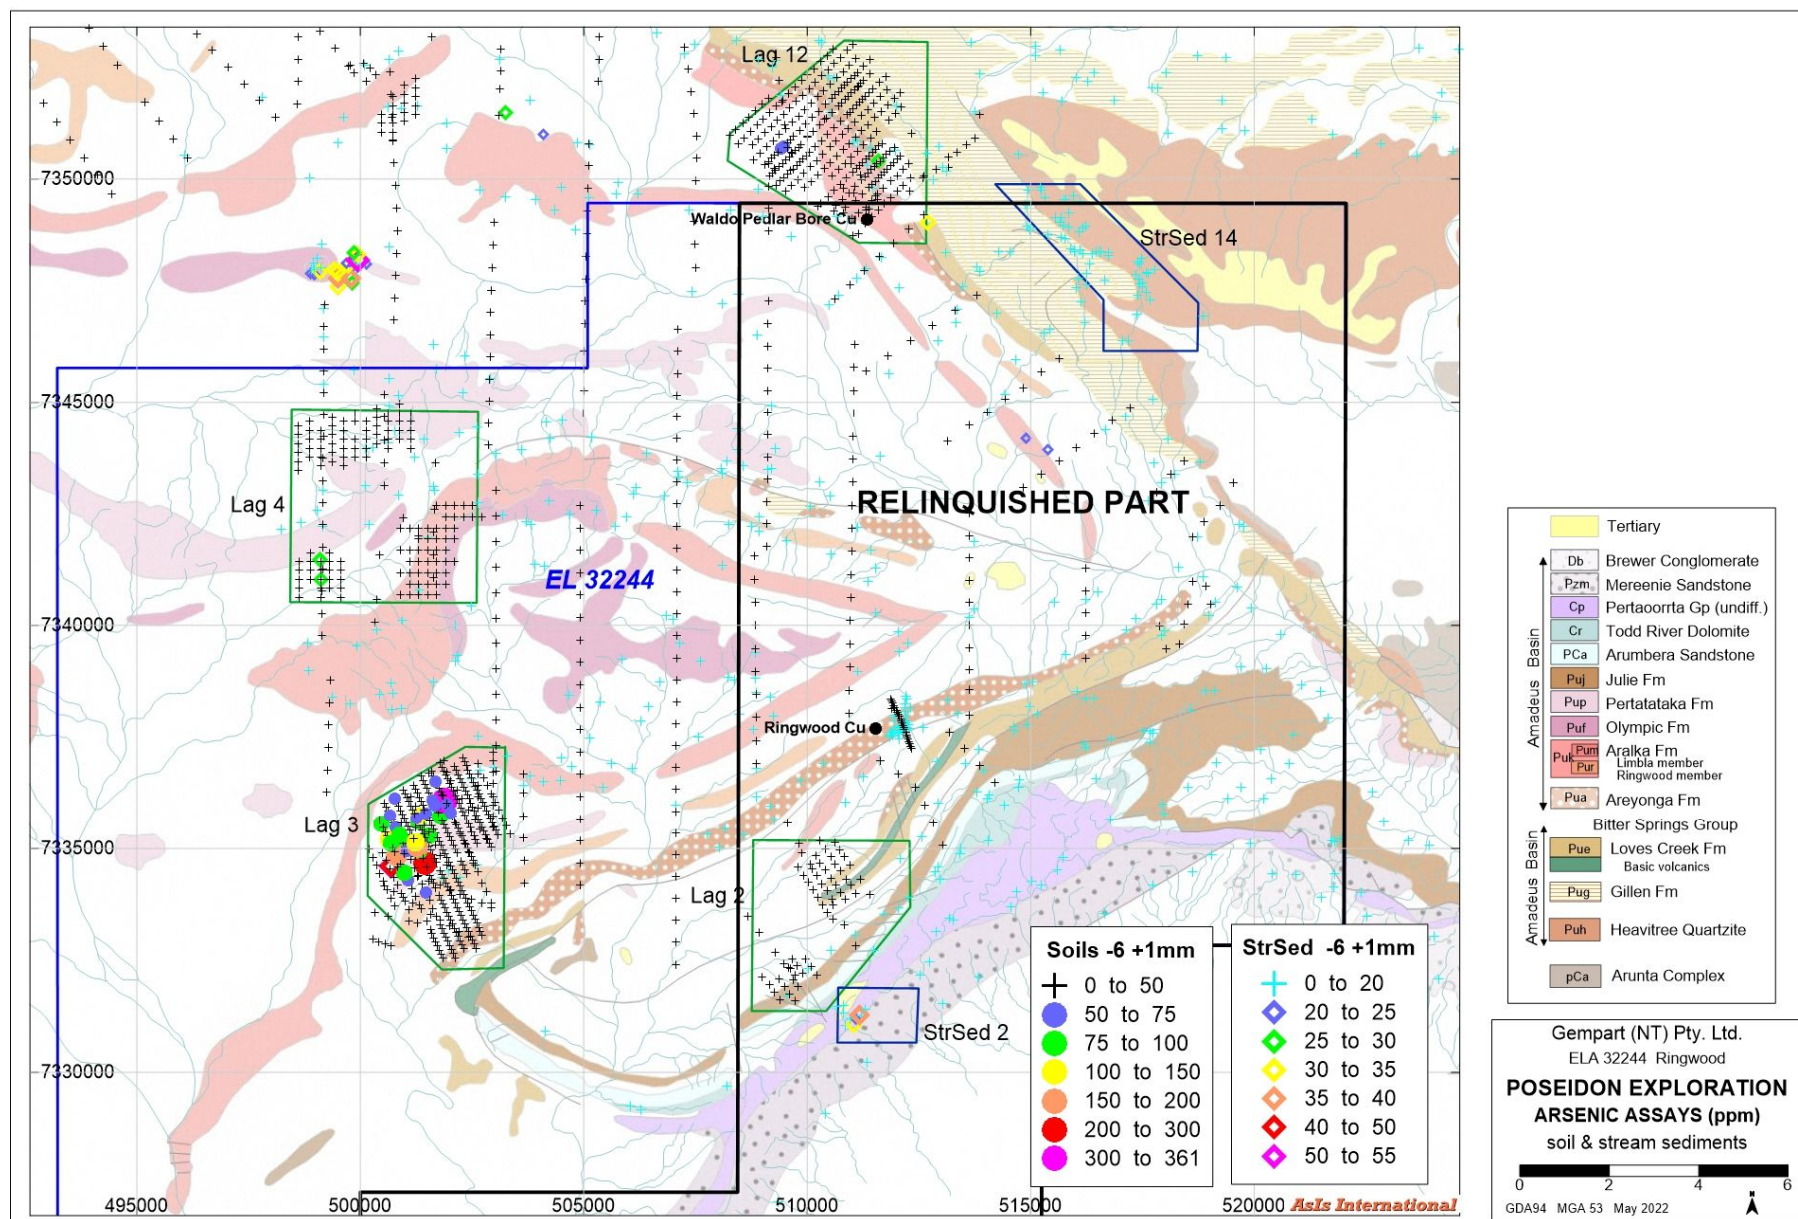 Lag 12
7350000
Waldo Pedlar Bore Cu
StrSed 14
7345000
Lag 4
RELINQUISHED PART
EL 32244
7340000
Ringwood Cu
Lag 3
7335000
Lag 2
StrSed 2
7330000
495000
500000
505000
510000
515000
520000
AsIs International
Soils -6 +1mm
0 to 50
50 to 75
75 to 100
100 to 150
150 to 200
200 to 300
300 to 361
StrSed -6 +1mm
0 to 20
20 to 25
25 to 30
30 to 35
35 to 40
40 to 50
50 to 55
Tertiary
Amadeus Basin
Db Brewer Conglomerate
Pzm Mereenie Sandstone
Cp Pertaoorrta Gp (undiff.)
Cr Todd River Dolomite
PCa Arumbera Sandstone
Puj Julie Fm
Pup Pertatataka Fm
Puf Olympic Fm
Puk Pum Aralka Fm
Limbla member
Pur Ringwood member
Pua Areyonga Fm
Amadeus Basin
Bitter Springs Group
Pue Loves Creek Fm
Basic volcanics
Pug Gillen Fm
Puh Heavitree Quartzite
pCa Arunta Complex
Gempart (NT) Pty. Ltd.
ELA 32244 Ringwood
POSEIDON EXPLORATION
ARSENIC ASSAYS (ppm)
soil & stream sediments
0 2 4 6
N
GDA94 MGA 53 May 2022